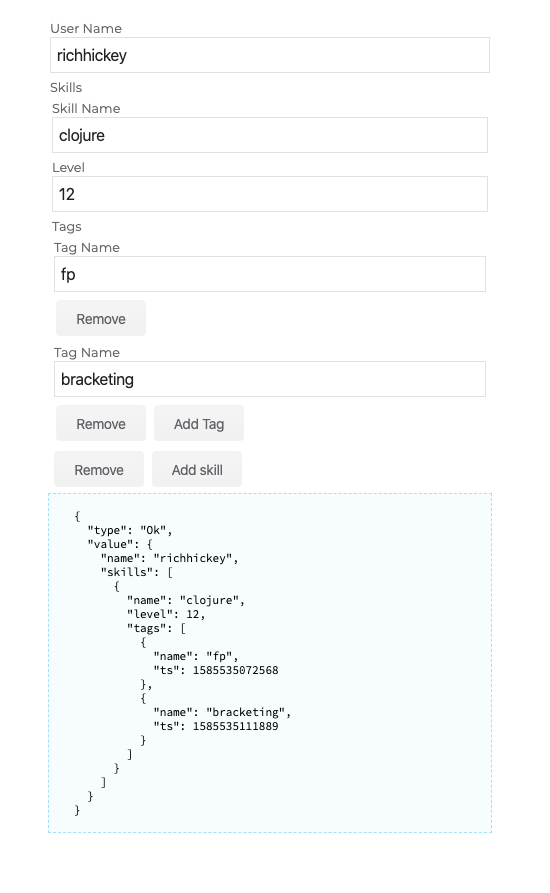 User Name
richhickey
Skills
Skill Name
clojure
Level
12
Tags
Tag Name
fp
Remove
Tag Name
bracketing
Remove Add Tag
Remove Add skill
{
  "type": "Ok",
  "value": {
    "name": "richhickey",
    "skills": [
      {
        "name": "clojure",
        "level": 12,
        "tags": [
          {
            "name": "fp",
            "ts": 1585535072568
          },
          {
            "name": "bracketing",
            "ts": 1585535111889
          }
        ]
      }
    ]
  }
}